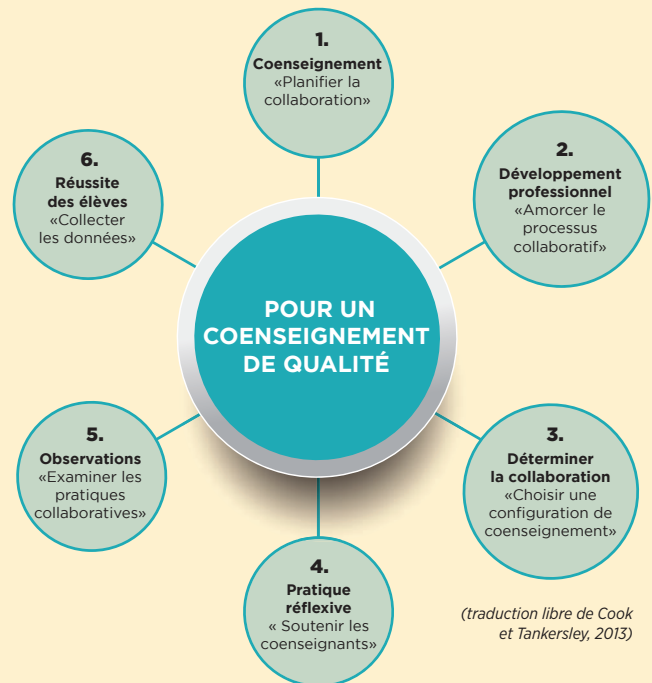 1.
Coenseignement
«Planifier la
collaboration»
2.
Développement
professionnel
«Amorcer le
processus
collaboratif»
3.
Déterminer
la collaboration
«Choisir une
configuration de
coenseignement»
4.
Pratique
réflexive
« Soutenir les
coenseignants»
5.
Observations
«Examiner les
pratiques
collaboratives»
6.
Réussite
des élèves
«Collecter
les données»
POUR UN
COENSEIGNEMENT
DE QUALITÉ
(traduction libre de Cook
et Tankersley, 2013)